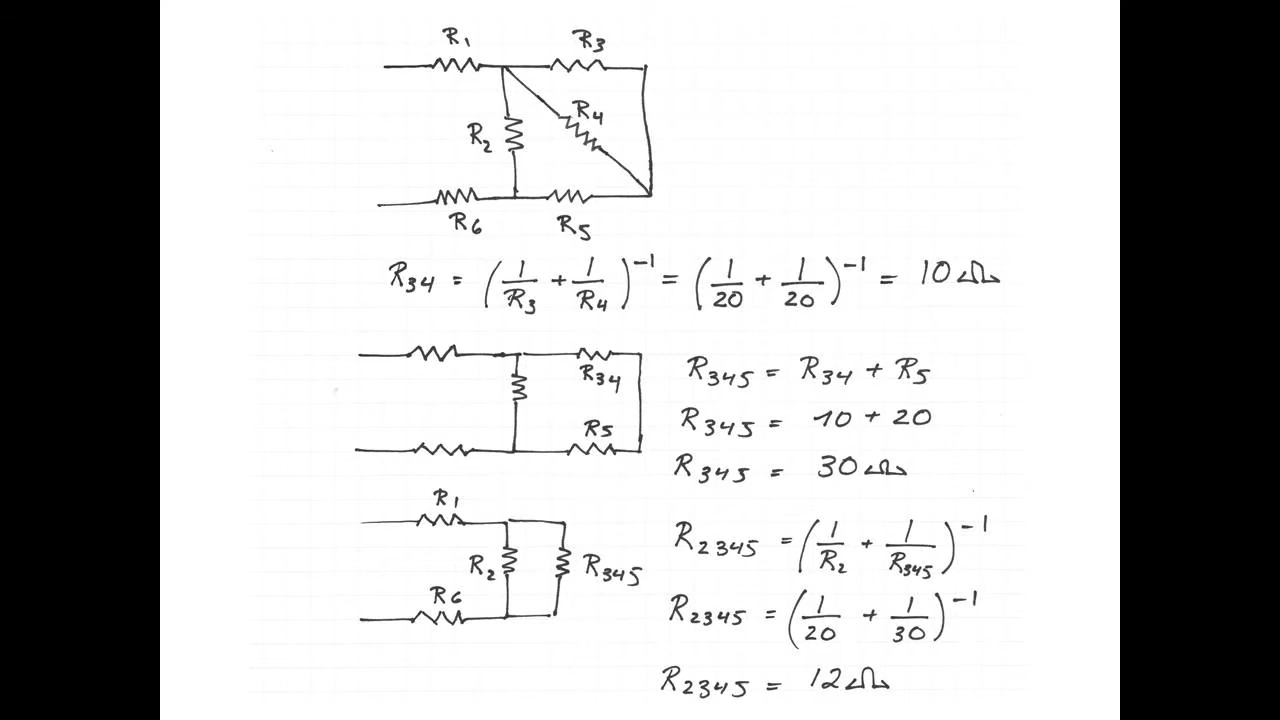 R1 R3
R4
R2
R6 R5
R34 = (1/R3 + 1/R4)^-1 = (1/20 + 1/20)^-1 = 10Ω
R34
R5
R345 = R34 + R5
R345 = 10 + 20
R345 = 30Ω
R1
R2 R345
R6
R2345 = (1/R2 + 1/R345)^-1
R2345 = (1/20 + 1/30)^-1
R2345 = 12Ω